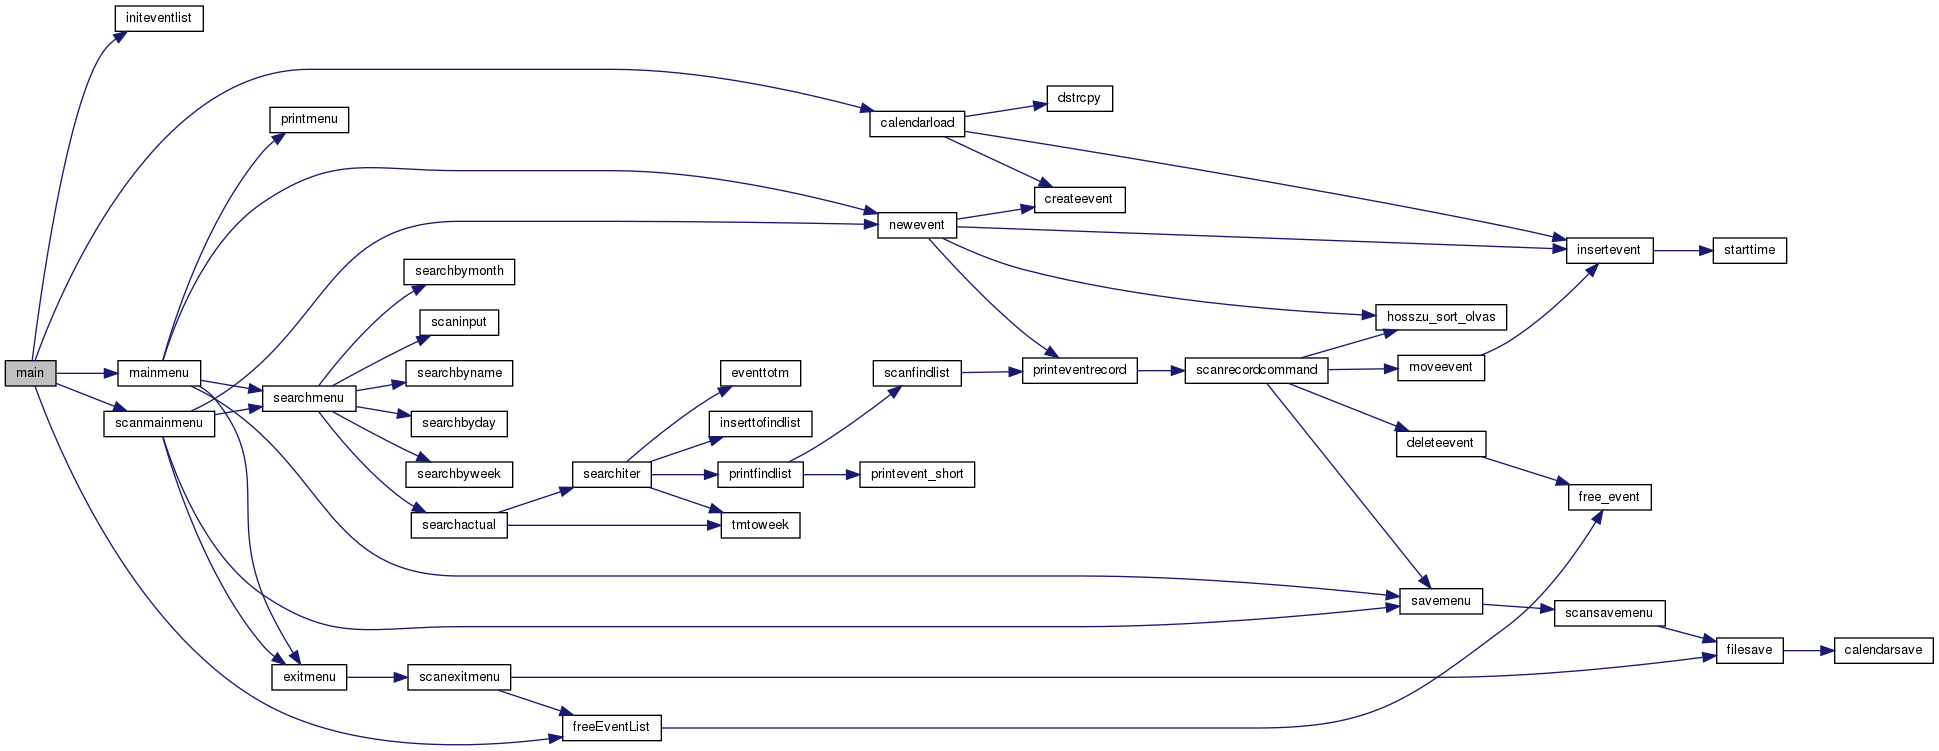 initeventlist
dstrcpy
printmenu
calendarload
createevent
newevent
insertevent
starttime
searchbymonth
scaninput
hosszu_sort_olvas
main
mainmenu
searchbyname
eventtotm
scanfindlist
printeventrecord
scanrecordcommand
moveevent
searchmenu
scanmainmenu
searchbyday
inserttofindlist
deleteevent
searchbyweek
searchiter
printfindlist
printevent_short
free_event
searchactual
tmtoweek
savemenu
scansavemenu
filesave
calendarsave
exitmenu
scanexitmenu
freeEventList